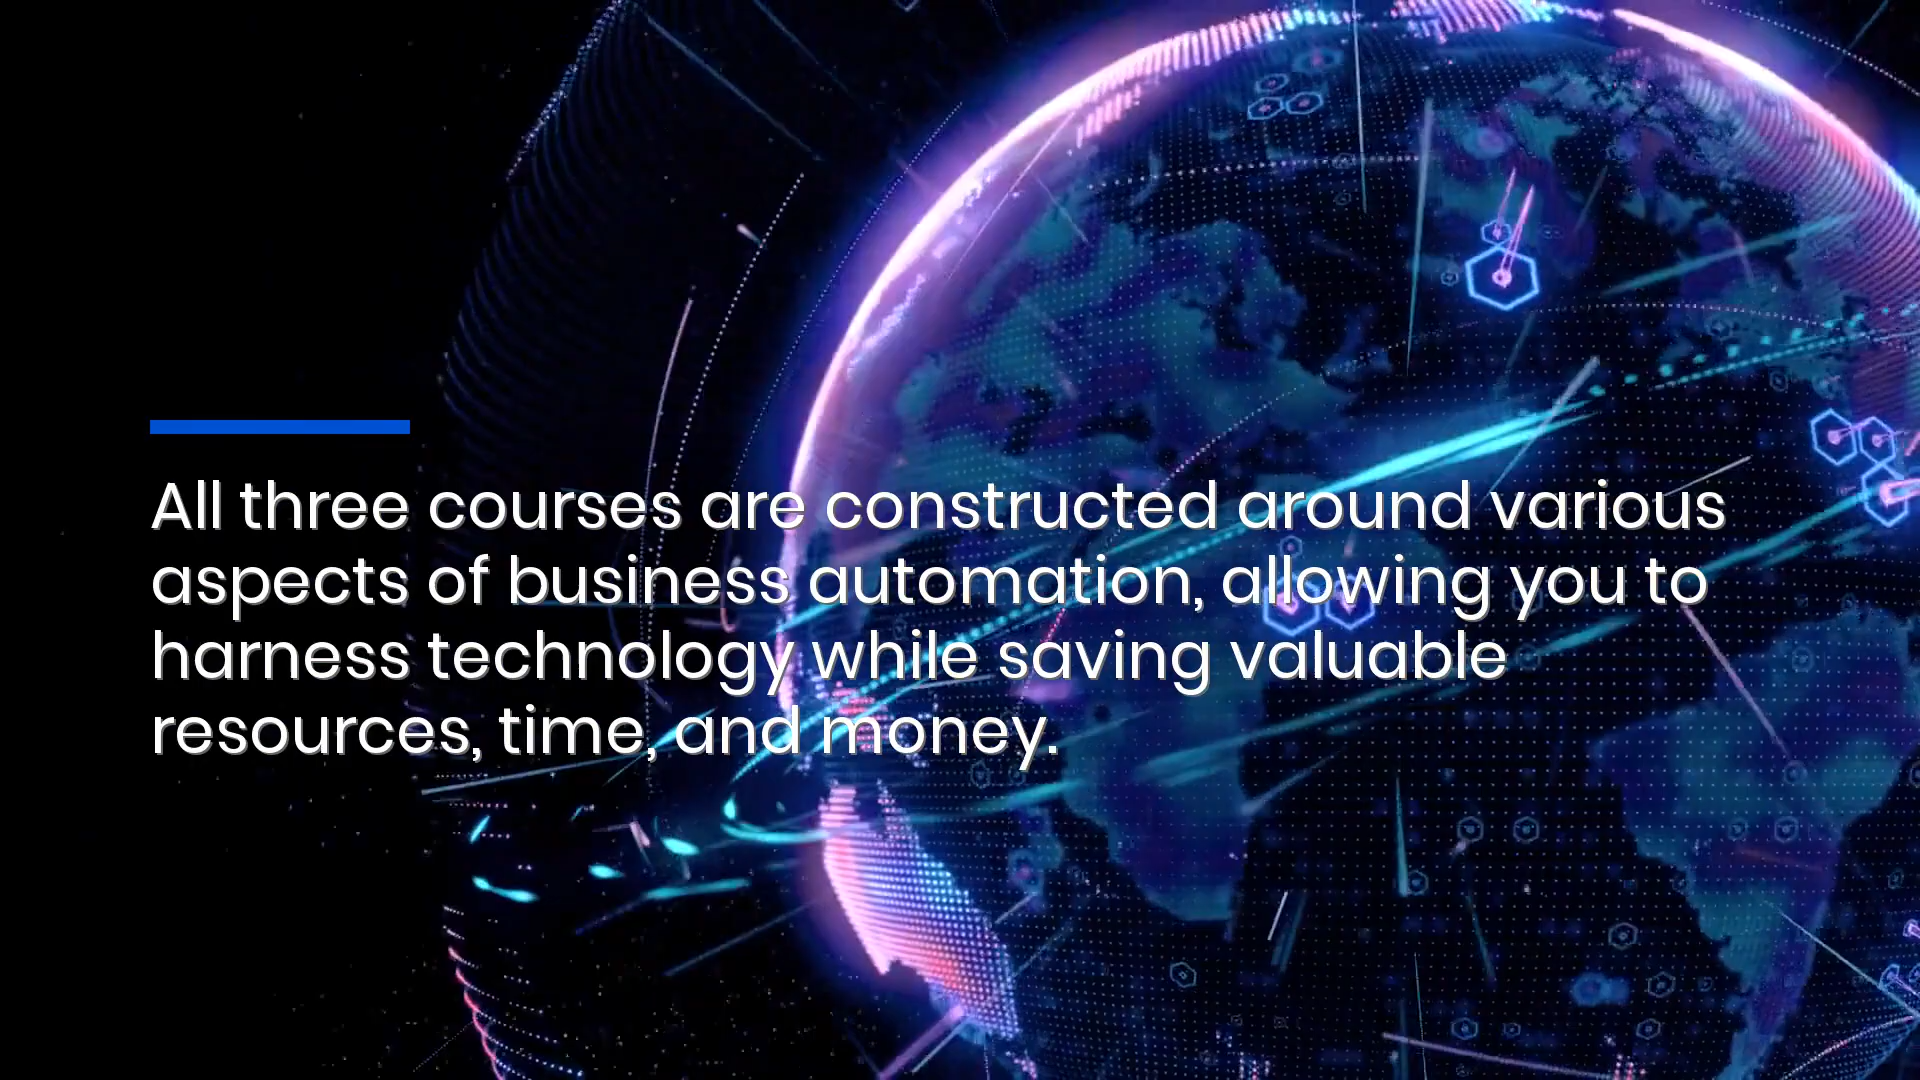 All three courses are constructed around various
aspects of business automation, allowing you to
harness technology while saving valuable
resources, time, and money.